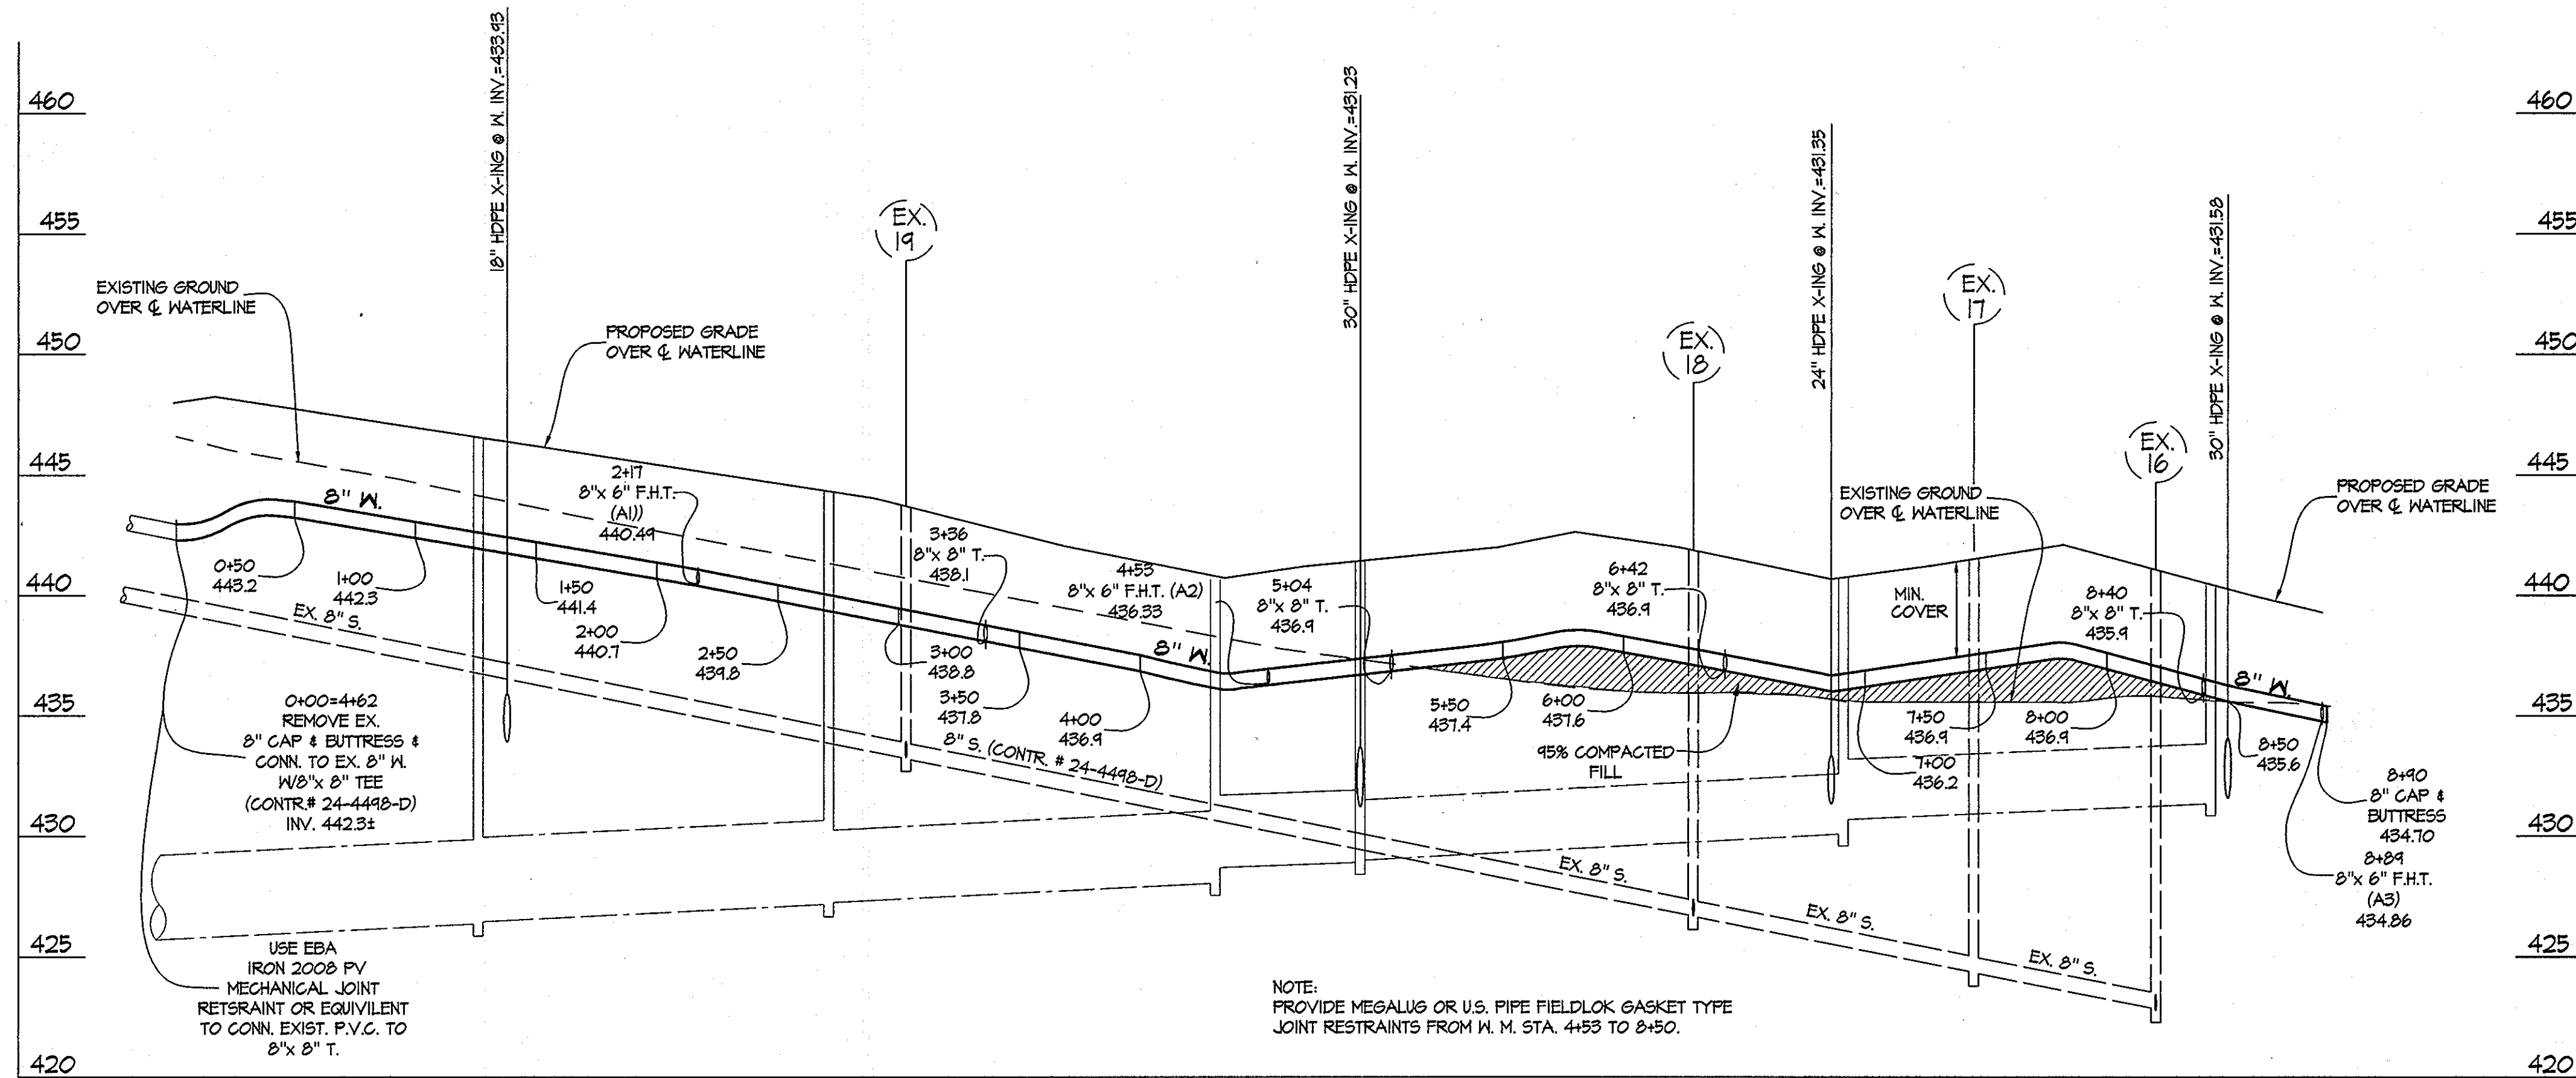 460
455
450
445
440
435
430
425
420
EXISTING GROUND
OVER ℄ WATERLINE
18" HDPE X-ING @ W. INV.=433.93
PROPOSED GRADE
OVER ℄ WATERLINE
EX.
19
30" HDPE X-ING @ W. INV.=431.23
EX.
18
24" HDPE X-ING @ W. INV.=431.35
EX.
17
EX.
16
30" HDPE X-ING @ W. INV.=431.58
EXISTING GROUND
OVER ℄ WATERLINE
PROPOSED GRADE
OVER ℄ WATERLINE
8" W.
0+50
443.2
1+00
442.3
1+50
441.4
2+00
440.7
2+17
8"x 6" F.H.T.
(A1))
440.49
2+50
439.8
3+00
438.8
3+36
8"x 8" T.
438.1
3+50
437.8
4+00
436.9
4+53
8"x 6" F.H.T. (A2)
436.33
8" W.
5+04
8"x 8" T.
436.9
5+50
437.4
6+00
437.6
6+42
8"x 8" T.
436.9
95% COMPACTED
FILL
MIN.
COVER
7+00
436.2
7+50
436.9
8+00
436.9
8+40
8"x 8" T.
435.9
8" W.
8+50
435.6
8+90
8" CAP &
BUTTRESS
434.70
8+89
8"x 6" F.H.T.
(A3)
434.86
EX. 8" S.
8" S. (CONTR. # 24-4498-D)
EX. 8" S.
EX. 8" S.
EX. 8" S.
0+00=4+62
REMOVE EX.
8" CAP & BUTTRESS &
CONN. TO EX. 8" W.
W/8"x 8" TEE
(CONTR.# 24-4498-D)
INV. 442.3±
USE EBA
IRON 2008 PV
MECHANICAL JOINT
RETSRAINT OR EQUIVILENT
TO CONN. EXIST. P.V.C. TO
8"x 8" T.
NOTE:
PROVIDE MEGALUG OR U.S. PIPE FIELDLOK GASKET TYPE
JOINT RESTRAINTS FROM W. M. STA. 4+53 TO 8+50.
460
455
450
445
440
435
430
425
420